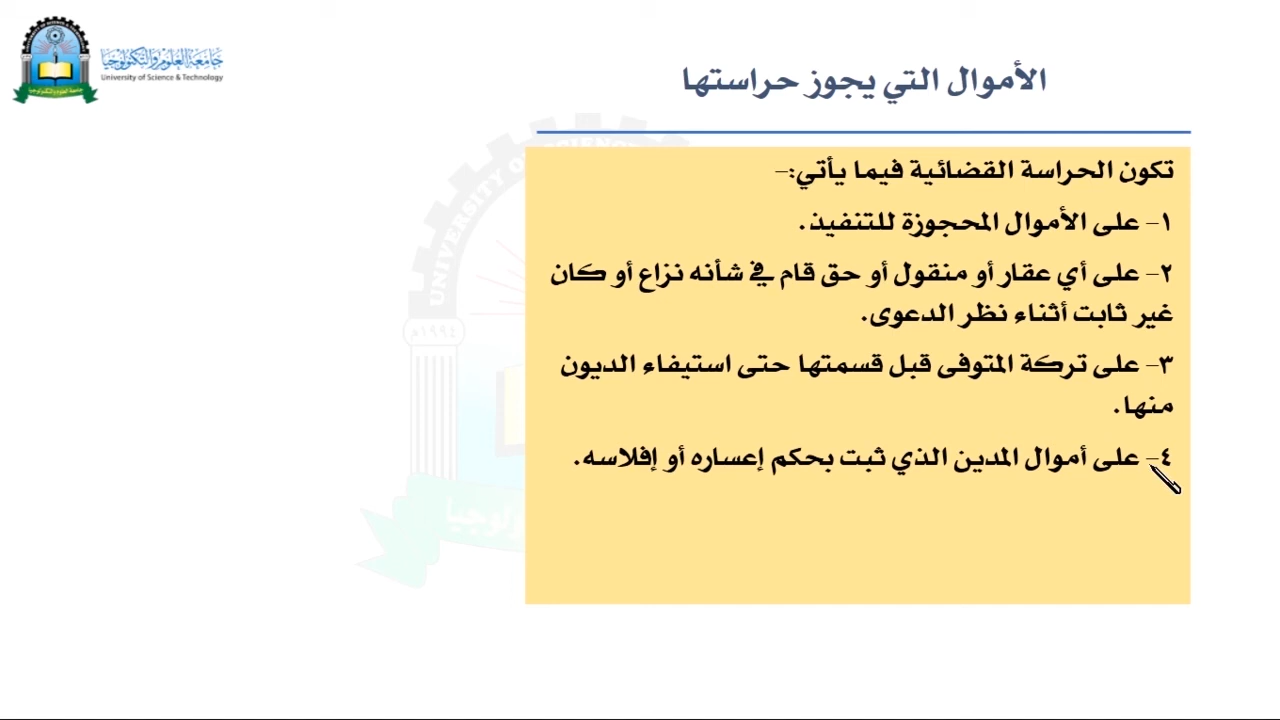 جامعة العلوم والتكنولوجيا
University of Science & Technology
الأموال التي يجوز حراستها
تكون الحراسة القضائية فيما يأتي:-
١- على الأموال المحجوزة للتنفيذ.
٢- على أي عقار أو منقول أو حق قام في شأنه نزاع أو كان
غير ثابت أثناء نظر الدعوى.
٣- على تركة المتوفى قبل قسمتها حتى استيفاء الديون
منها.
٤- على أموال المدين الذي ثبت بحكم إعساره أو إفلاسه.
١٩٩٤م